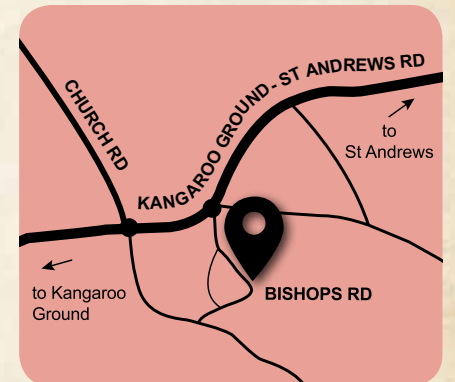 KANGAROO GROUND - ST ANDREWS RD
CHURCH RD
to
St Andrews
to Kangaroo
Ground
BISHOPS RD